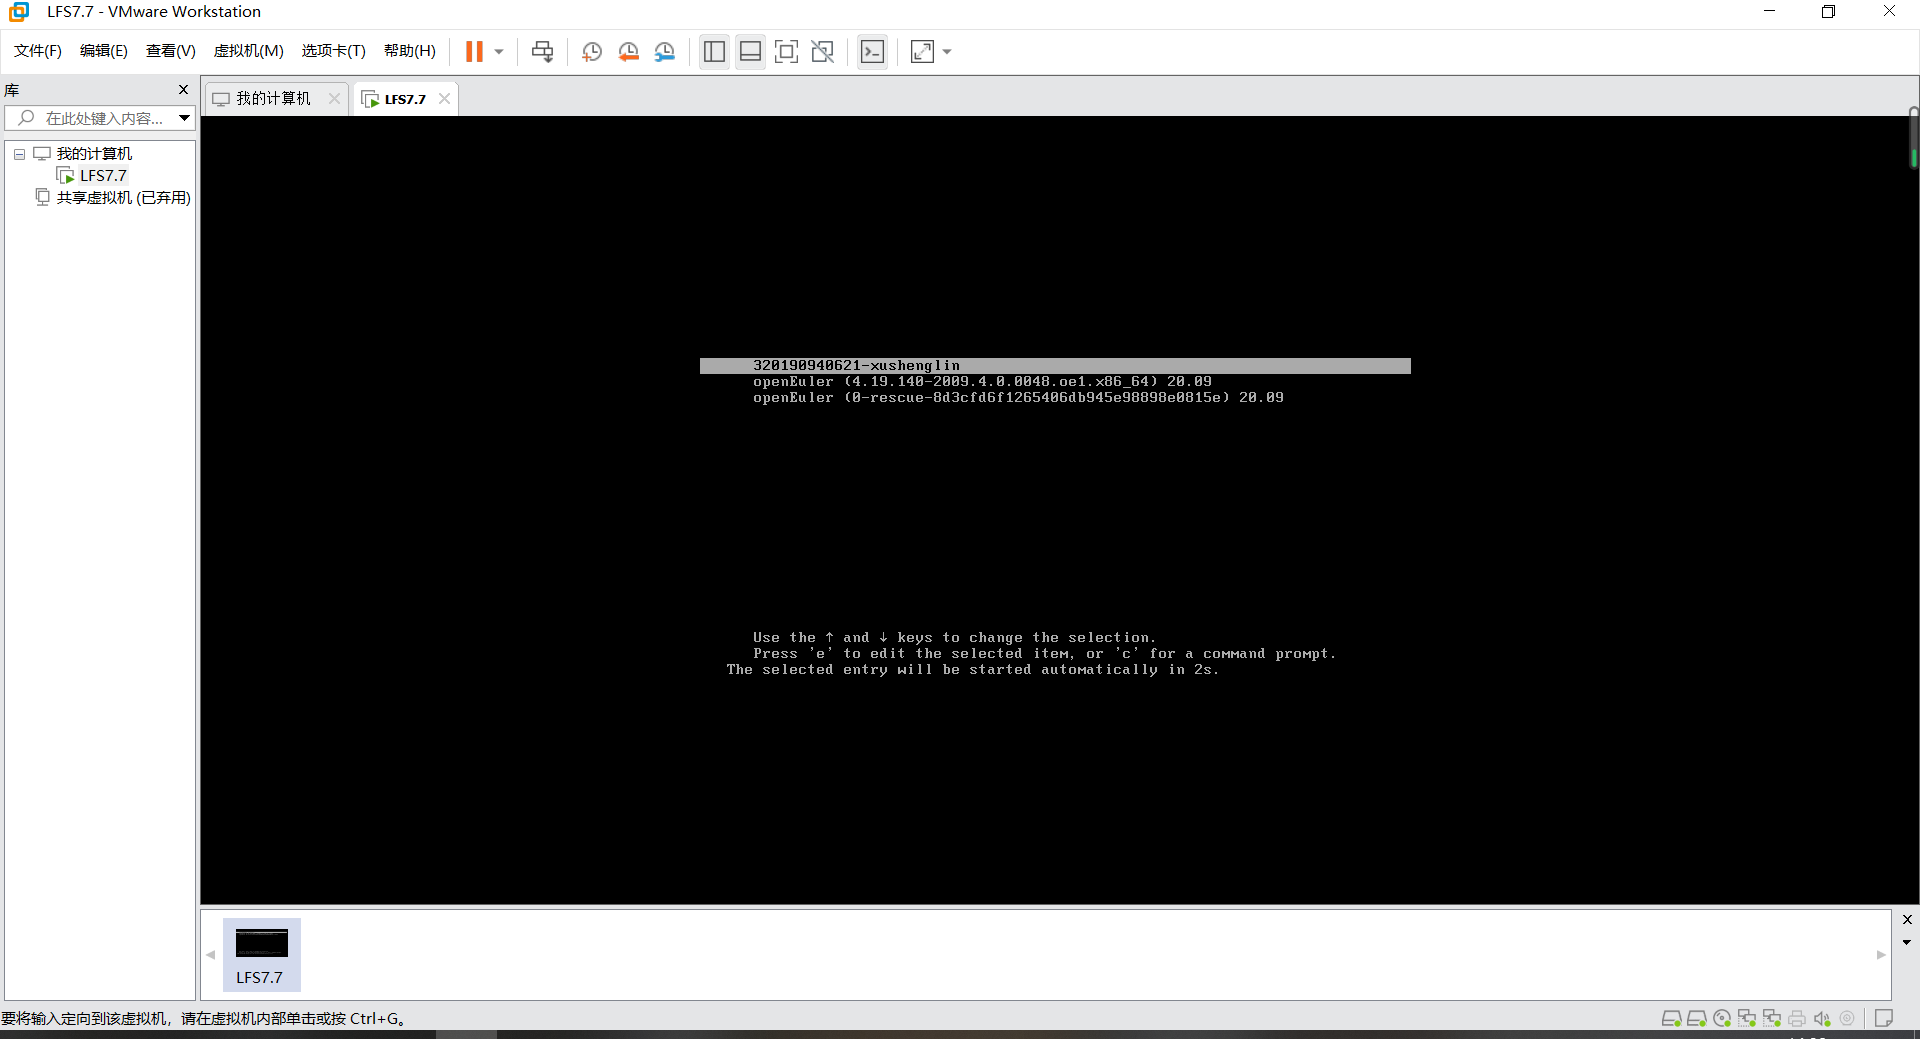 LFS7.7 - VMware Workstation
文件(F) 编辑(E) 查看(V) 虚拟机(M) 选项卡(T) 帮助(H)
库
在此处键入内容...
我的计算机
LFS7.7
共享虚拟机 (已弃用)
我的计算机 LFS7.7
320190940621-xushenglin
openEuler (4.19.140-2009.4.0.0048.oe1.x86_64) 20.09
openEuler (0-rescue-8d3cfd6f1265406db945e98898e0815e) 20.09
Use the ↑ and ↓ keys to change the selection.
Press 'e' to edit the selected item, or 'c' for a command prompt.
The selected entry will be started automatically in 2s.
LFS7.7
要将输入定向到该虚拟机，请在虚拟机内部单击或按 Ctrl+G。